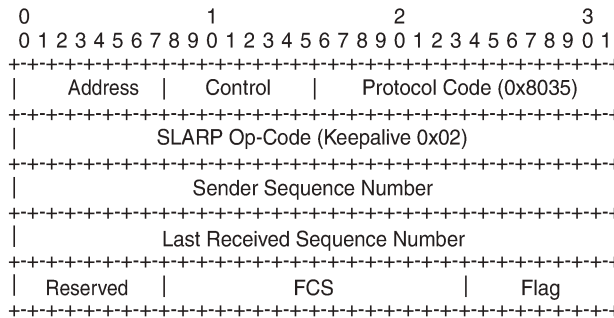 0 1 2 3
0 1 2 3 4 5 6 7 8 9 0 1 2 3 4 5 6 7 8 9 0 1 2 3 4 5 6 7 8 9 0 1
+-+-+-+-+-+-+-+-+-+-+-+-+-+-+-+-+-+-+-+-+-+-+-+-+-+-+-+-+-+-+-+-+
| Address | Control | Protocol Code (0x8035)
+-+-+-+-+-+-+-+-+-+-+-+-+-+-+-+-+-+-+-+-+-+-+-+-+-+-+-+-+-+-+-+-+
| SLARP Op-Code (Keepalive 0x02)
+-+-+-+-+-+-+-+-+-+-+-+-+-+-+-+-+-+-+-+-+-+-+-+-+-+-+-+-+-+-+-+-+
| Sender Sequence Number
+-+-+-+-+-+-+-+-+-+-+-+-+-+-+-+-+-+-+-+-+-+-+-+-+-+-+-+-+-+-+-+-+
| Last Received Sequence Number
+-+-+-+-+-+-+-+-+-+-+-+-+-+-+-+-+-+-+-+-+-+-+-+-+-+-+-+-+-+-+-+-+
| Reserved | FCS | Flag
+-+-+-+-+-+-+-+-+-+-+-+-+-+-+-+-+-+-+-+-+-+-+-+-+-+-+-+-+-+-+-+-+